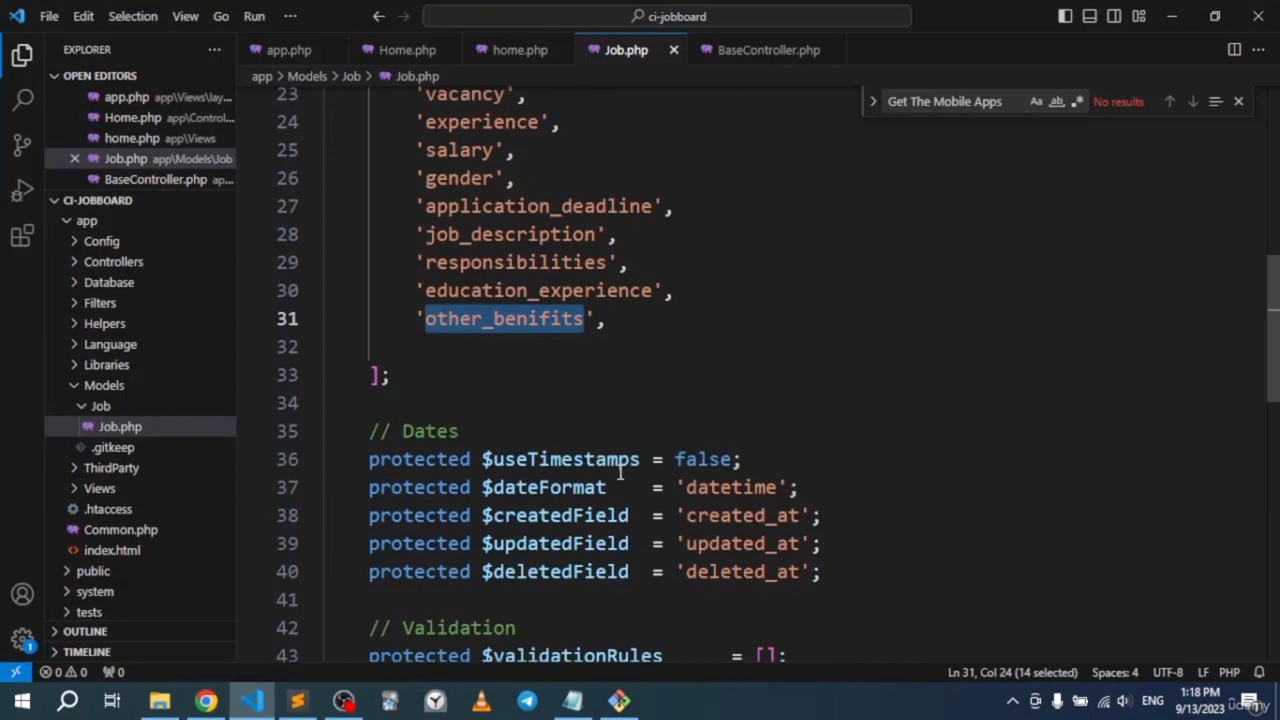 File Edit Selection View Go Run ··· ci-jobboard
EXPLORER ···
app.php Home.php home.php Job.php BaseController.php
OPEN EDITORS
app > Models > Job > Job.php
app.php app\Views\lay...
Home.php app\Control...
home.php app\Views
Job.php app\Models\Job
BaseController.php ap...
Get The Mobile Apps Aa ab No results
CI-JOBBOARD
app
Config
Controllers
Database
Filters
Helpers
Language
Libraries
Models
Job
Job.php
.gitkeep
ThirdParty
Views
.htaccess
Common.php
index.html
public
system
tests
OUTLINE
TIMELINE
23 'vacancy',
24 'experience',
25 'salary',
26 'gender',
27 'application_deadline',
28 'job_description',
29 'responsibilities',
30 'education_experience',
31 'other_benifits',
32
33 ];
34
35 // Dates
36 protected $useTimestamps = false;
37 protected $dateFormat = 'datetime';
38 protected $createdField = 'created_at';
39 protected $updatedField = 'updated_at';
40 protected $deletedField = 'deleted_at';
41
42 // Validation
43 protected $validationRules = [];
1
0 0 0 Ln 31, Col 24 (14 selected) Spaces: 4 UTF-8 LF PHP
ENG 1:18 PM
9/13/2023
udemy